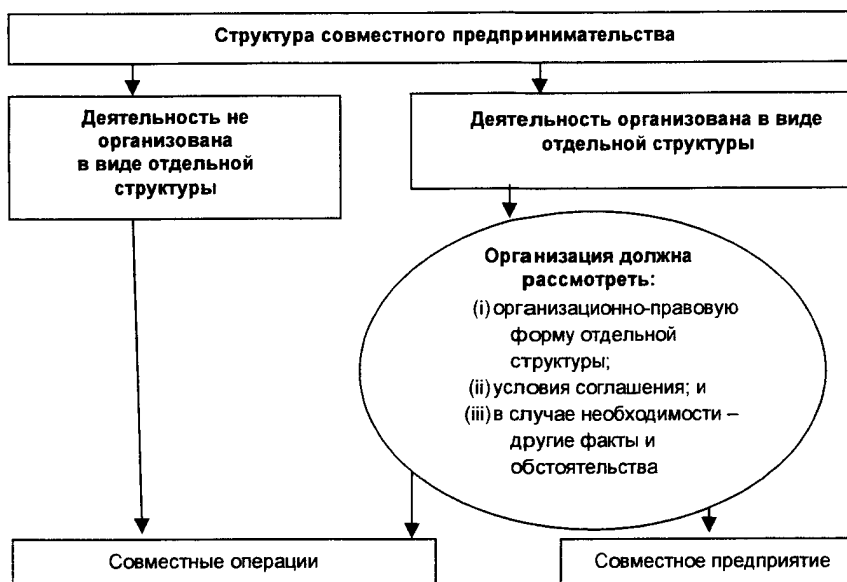 Структура совместного предпринимательства
Деятельность не
организована
в виде отдельной
структуры
Деятельность организована в виде
отдельной структуры
Организация должна
рассмотреть:
(i) организационно-правовую
форму отдельной
структуры;
(ii) условия соглашения; и
(iii) в случае необходимости –
другие факты и
обстоятельства
Совместные операции
Совместное предприятие